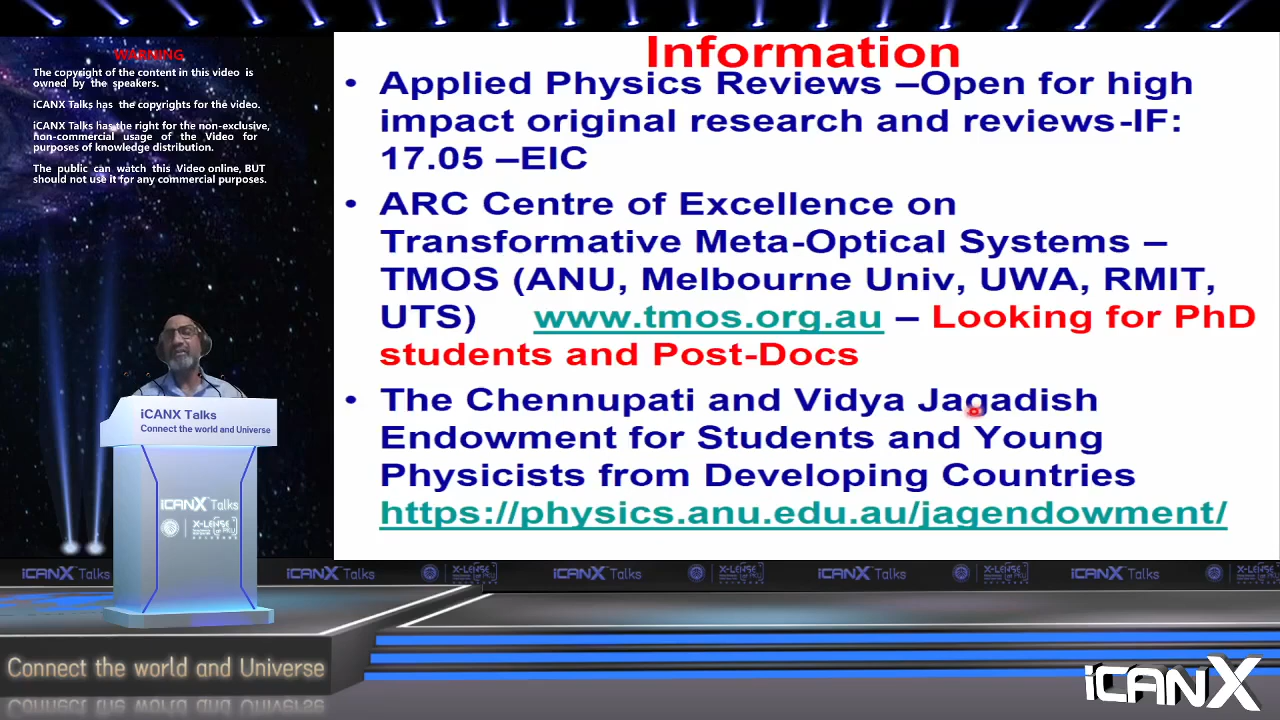 WARNING
The copyright of the content in this video is
owned by the speakers.
iCANX Talks has the copyrights for the video.
iCANX Talks has the right for the non-exclusive,
non-commercial usage of the Video for
purposes of knowledge distribution.
The public can watch this Video online, BUT
should not use it for any commercial purposes.
Information
• Applied Physics Reviews –Open for high
impact original research and reviews-IF:
17.05 –EIC
• ARC Centre of Excellence on
Transformative Meta-Optical Systems –
TMOS (ANU, Melbourne Univ, UWA, RMIT,
UTS) www.tmos.org.au – Looking for PhD
students and Post-Docs
• The Chennupati and Vidya Jagadish
Endowment for Students and Young
Physicists from Developing Countries
https://physics.anu.edu.au/jagendowment/
iCANX Talks
Connect the world and Universe
iCANX Talks
X-LENSE
iCANX Talks iCANX Talks X-LENSE iCANX Talks X-LENSE iCANX Talks X-LENSE iCANX Talks X-LENSE
Connect the world and Universe
iCANX